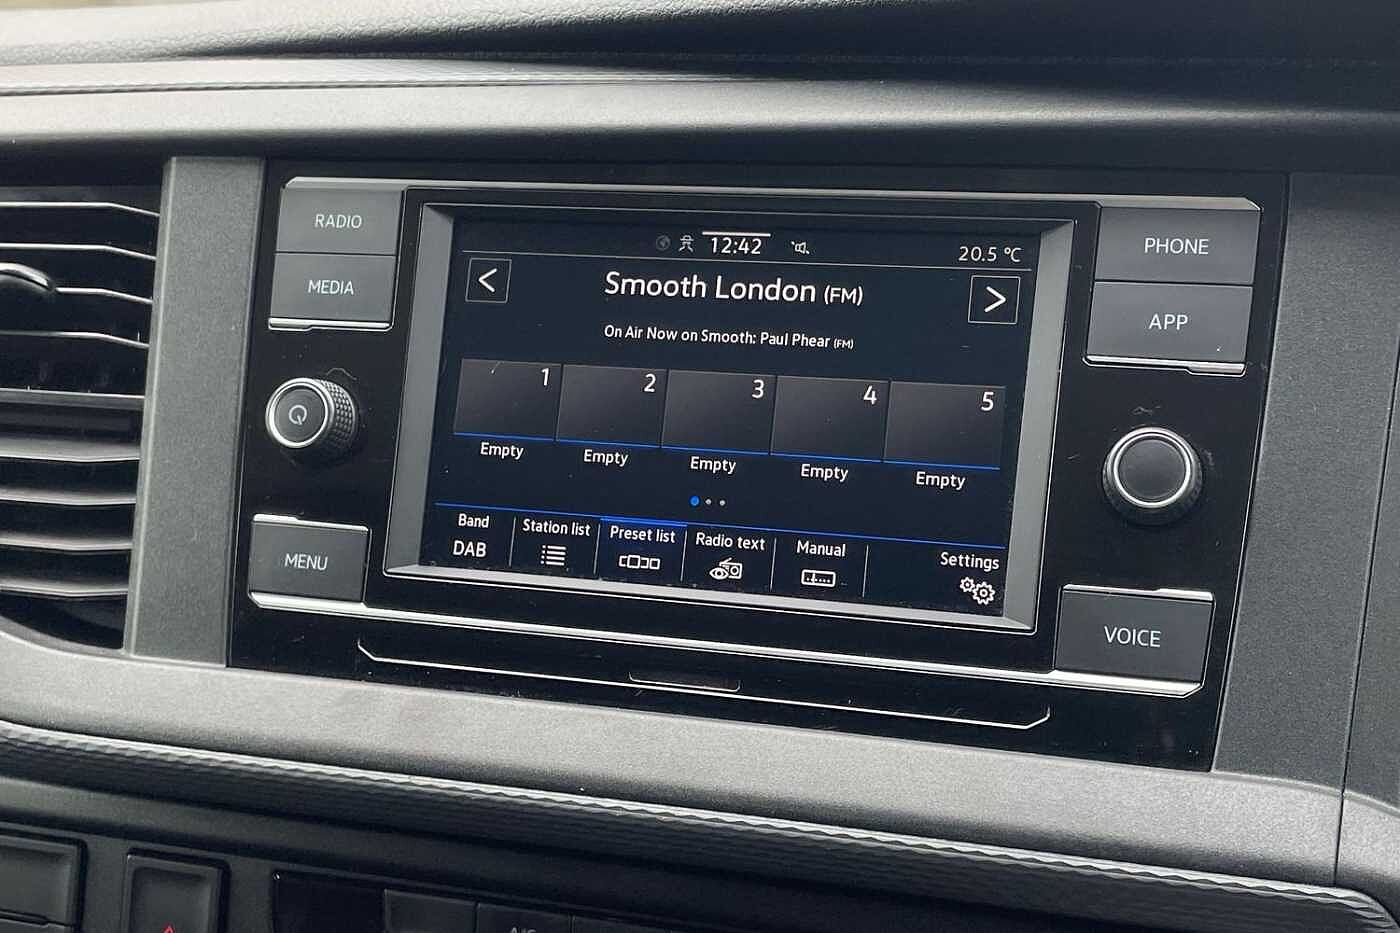 RADIO
MEDIA
MENU
12:42
20.5 °C
Smooth London (FM)
On Air Now on Smooth: Paul Phear (FM)
1 2 3 4 5
Empty Empty Empty Empty Empty
Band Station list Preset list Radio text Manual Settings
DAB
PHONE
APP
VOICE
A/C